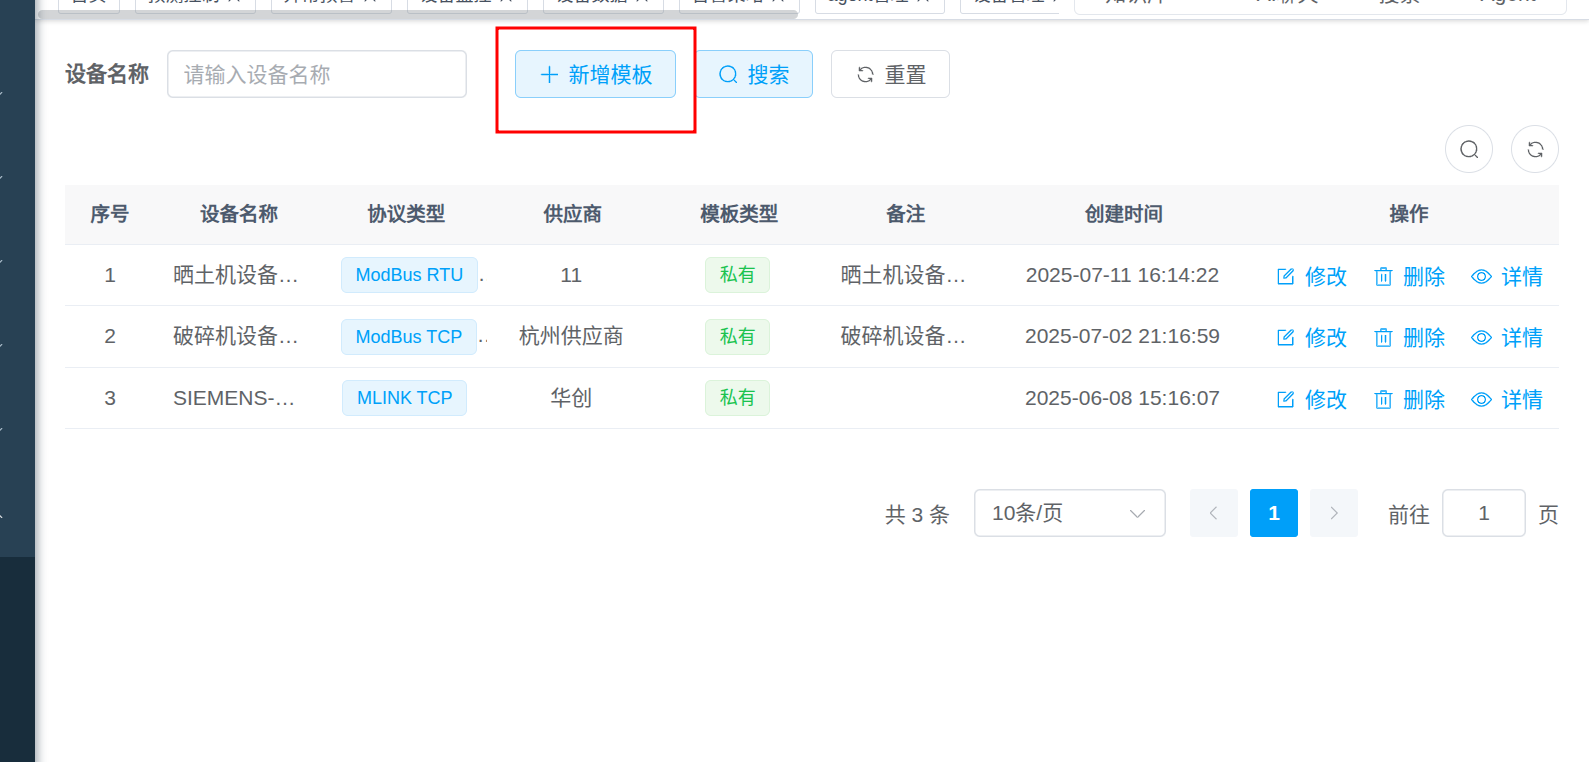 设备名称 请输入设备名称 新增模板 搜索 重置
序号 设备名称 协议类型 供应商 模板类型 备注 创建时间 操作
1 晒土机设备... ModBus RTU . 11 私有 晒土机设备... 2025-07-11 16:14:22 修改 删除 详情
2 破碎机设备... ModBus TCP .. 杭州供应商 私有 破碎机设备... 2025-07-02 21:16:59 修改 删除 详情
3 SIEMENS-... MLINK TCP 华创 私有 2025-06-08 15:16:07 修改 删除 详情
共 3 条 10条/页 1 前往 1 页